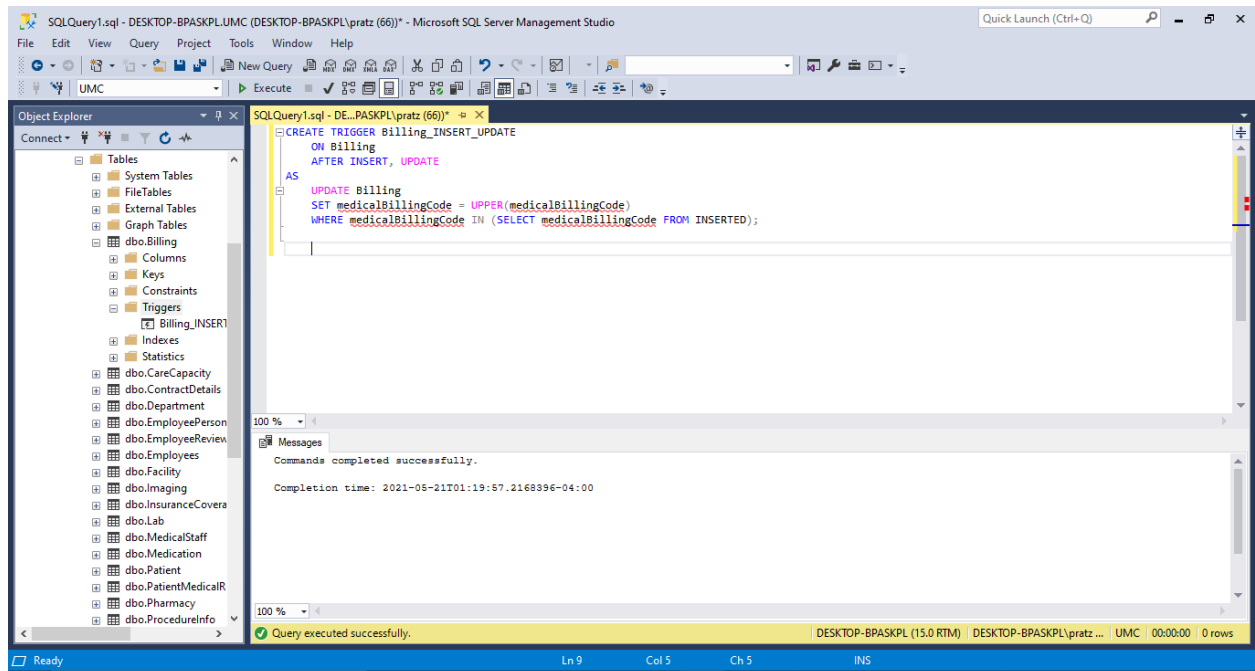 SQLQuery1.sql - DESKTOP-BPASKPL.UMC (DESKTOP-BPASKPL\pratz (66))* - Microsoft SQL Server Management Studio
Quick Launch (Ctrl+Q)
File Edit View Query Project Tools Window Help
New Query MDX DMX XMLA DAX
UMC Execute
Object Explorer
SQLQuery1.sql - DE...PASKPL\pratz (66))*
Connect
Tables
System Tables
FileTables
External Tables
Graph Tables
dbo.Billing
Columns
Keys
Constraints
Triggers
Billing_INSERT
Indexes
Statistics
dbo.CareCapacity
dbo.ContractDetails
dbo.Department
dbo.EmployeePerson
dbo.EmployeeReview
dbo.Employees
dbo.Facility
dbo.Imaging
dbo.InsuranceCovera
dbo.Lab
dbo.MedicalStaff
dbo.Medication
dbo.Patient
dbo.PatientMedicalR
dbo.Pharmacy
dbo.ProcedureInfo
CREATE TRIGGER Billing_INSERT_UPDATE
ON Billing
AFTER INSERT, UPDATE
AS
UPDATE Billing
SET medicalBillingCode = UPPER(medicalBillingCode)
WHERE medicalBillingCode IN (SELECT medicalBillingCode FROM INSERTED);
100 %
Messages
Commands completed successfully.
Completion time: 2021-05-21T01:19:57.2168396-04:00
100 %
Query executed successfully.
DESKTOP-BPASKPL (15.0 RTM) DESKTOP-BPASKPL\pratz ... UMC 00:00:00 0 rows
Ready Ln 9 Col 5 Ch 5 INS